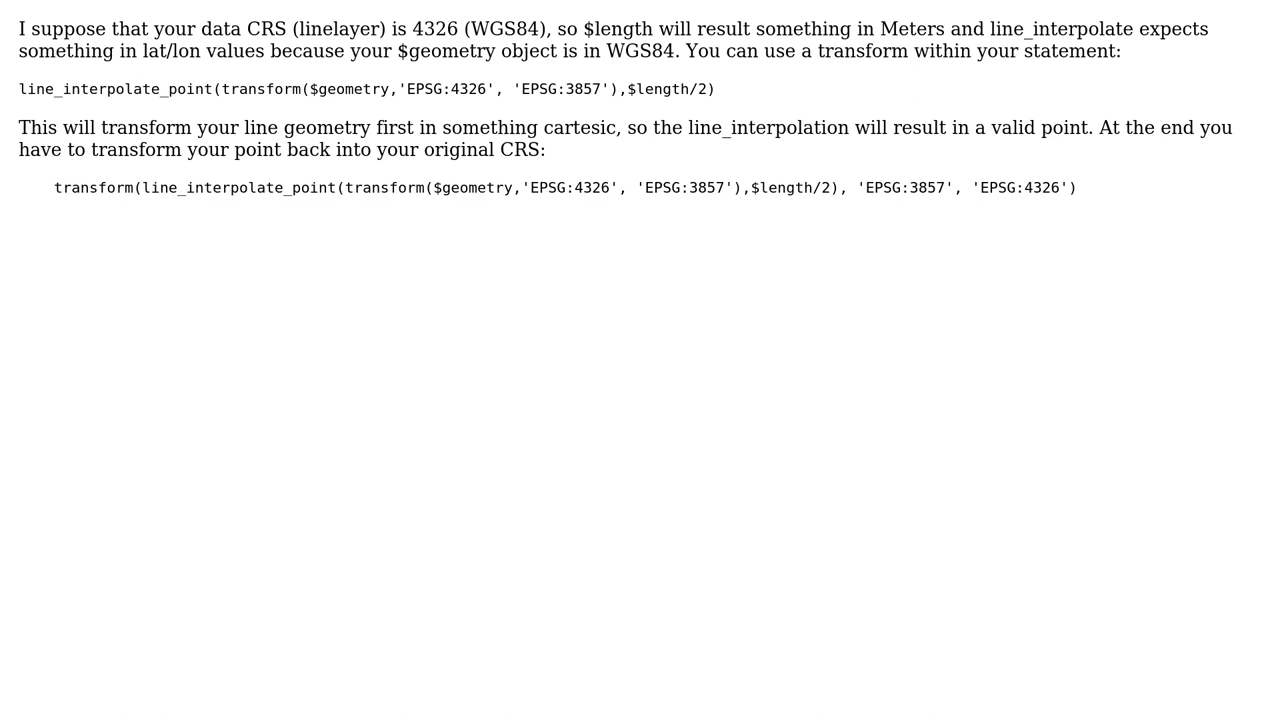 I suppose that your data CRS (linelayer) is 4326 (WGS84), so $length will result something in Meters and line_interpolate expects
something in lat/lon values because your $geometry object is in WGS84. You can use a transform within your statement:
line_interpolate_point(transform($geometry,'EPSG:4326', 'EPSG:3857'),$length/2)
This will transform your line geometry first in something cartesic, so the line_interpolation will result in a valid point. At the end you
have to transform your point back into your original CRS:
transform(line_interpolate_point(transform($geometry,'EPSG:4326', 'EPSG:3857'),$length/2), 'EPSG:3857', 'EPSG:4326')